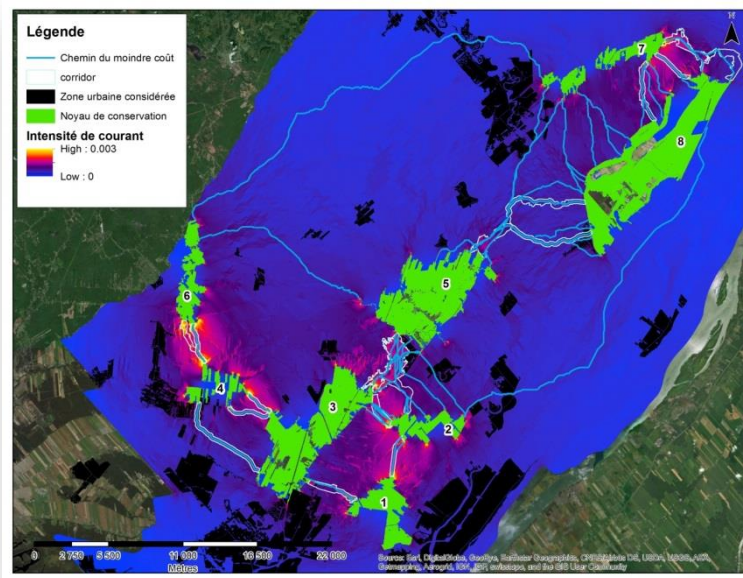 Légende
Chemin du moindre coût
corridor
Zone urbaine considérée
Noyau de conservation
Intensité de courant
High : 0.003
Low : 0
N
7
8
5
6
4
3
2
1
0 2 750 5 500 11 000 16 500 22 000
Mètres
Source: Esri, DigitalGlobe, GeoEye, Earthstar Geographics, CNES/Airbus DS, USDA, USGS, AEX,
Getmapping, Aerogrid, IGN, IGP, swisstopo, and the GIS User Community